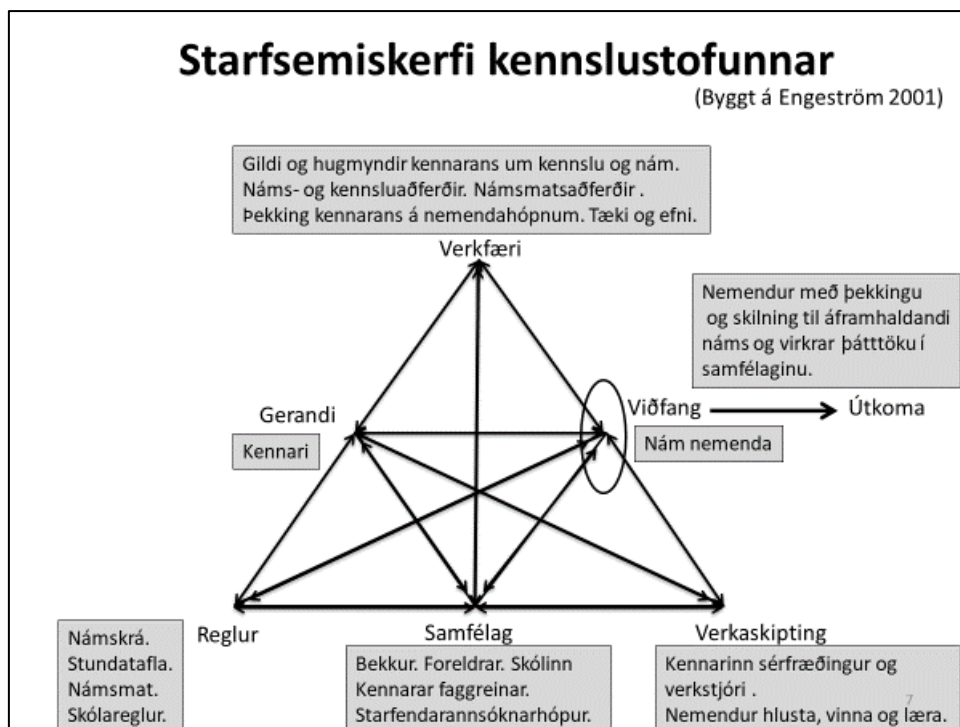 Starfsemiskerfi kennslustofunnar
(Byggt á Engeström 2001)
Gildi og hugmyndir kennarans um kennslu og nám.
Náms- og kennsluaðferðir. Námsmatsaðferðir .
Þekking kennarans á nemendahópnum. Tæki og efni.
Verkfæri
Nemendur með þekkingu
og skilning til áframhaldandi
náms og virkrar þátttöku í
samfélaginu.
Gerandi
Viðfang
Útkoma
Kennari
Nám nemenda
Reglur
Samfélag
Verkaskipting
Námskrá.
Stundatafla.
Námsmat.
Skólareglur.
Bekkur. Foreldrar. Skólinn
Kennarar faggreinar.
Starfendarannsóknarhópur.
Kennarinn sérfræðingur og
verkstjóri .
Nemendur hlusta, vinna og læra.
7